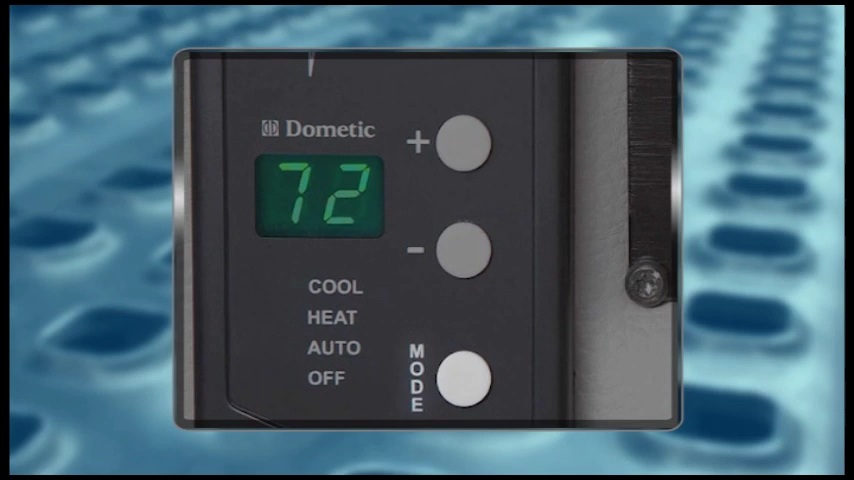 Dometic
+
72
-
COOL
HEAT
AUTO
OFF
MODE